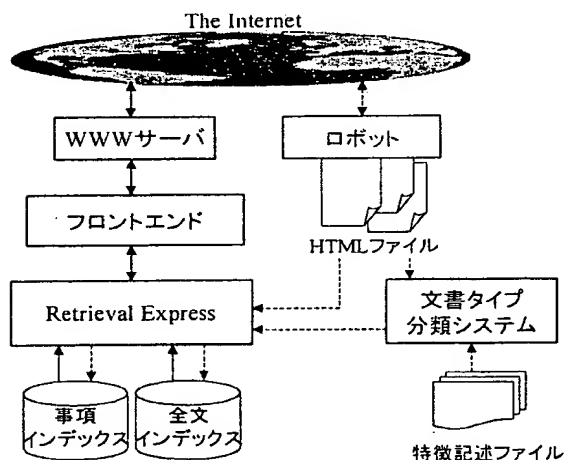 The Internet
WWWサーバ
ロボット
フロントエンド
HTMLファイル
Retrieval Express
文書タイプ
分類システム
事項
インデックス
全文
インデックス
特徴記述ファイル